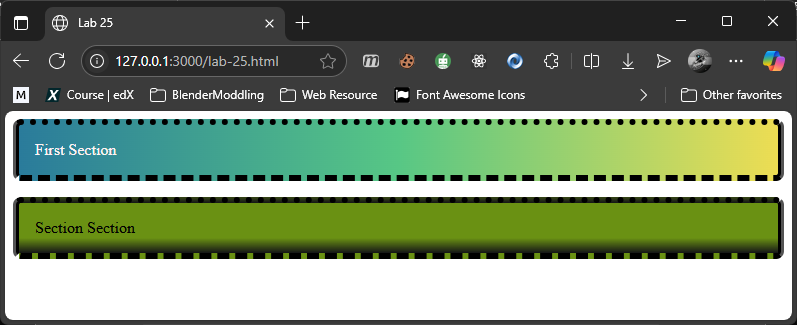 Lab 25
127.0.0.1:3000/lab-25.html
M Course | edX BlenderModdling Web Resource Font Awesome Icons Other favorites
First Section
Section Section